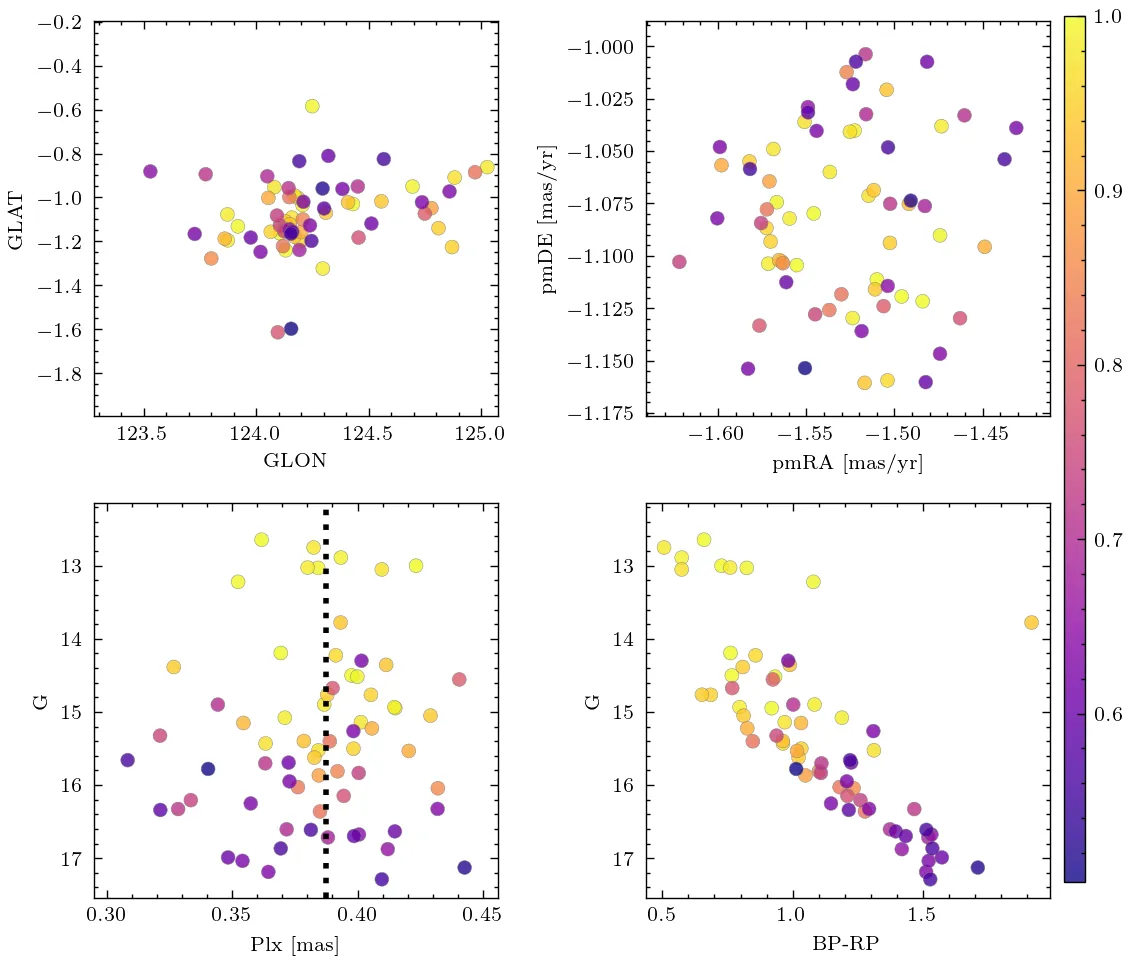 −0.2
−0.4
−0.6
−0.8
−1.0
−1.2
−1.4
−1.6
−1.8
GLAT
123.5 124.0 124.5 125.0
GLON
−1.000
−1.025
−1.050
−1.075
−1.100
−1.125
−1.150
−1.175
pmDE [mas/yr]
−1.60 −1.55 −1.50 −1.45
pmRA [mas/yr]
13
14
15
16
17
G
0.30 0.35 0.40 0.45
Plx [mas]
13
14
15
16
17
G
0.5 1.0 1.5
BP-RP
1.0
0.9
0.8
0.7
0.6